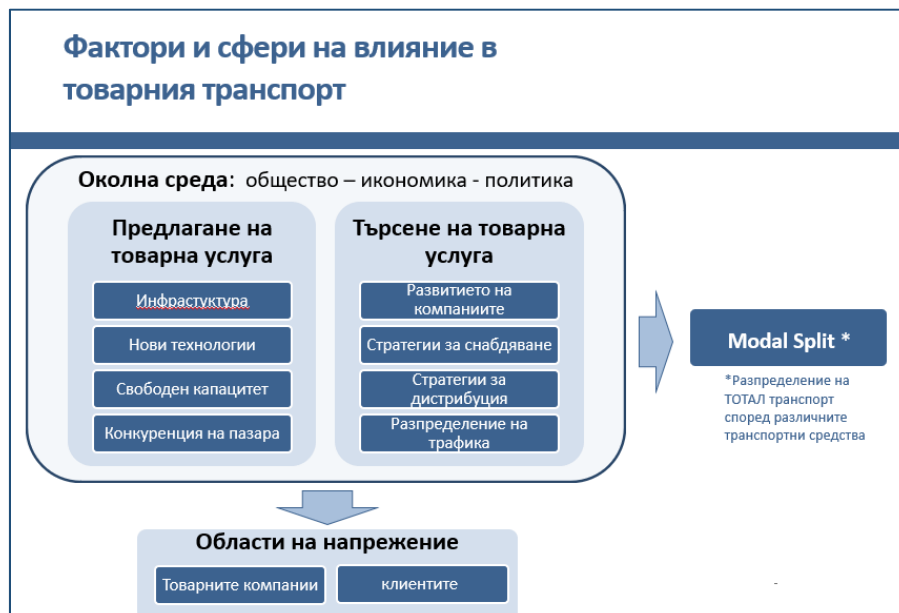 Фактори и сфери на влияние в
товарния транспорт
Околна среда: общество – икономика - политика
Предлагане на
товарна услуга
Инфраструктура
Нови технологии
Свободен капацитет
Конкуренция на пазара
Търсене на товарна
услуга
Развитието на
компаниите
Стратегии за снабдяване
Стратегии за
дистрибуция
Разпределение на
трафика
Modal Split *
*Разпределение на
ТОТАЛ транспорт
според различните
транспортни средства
Области на напрежение
Товарните компании
клиентите
-